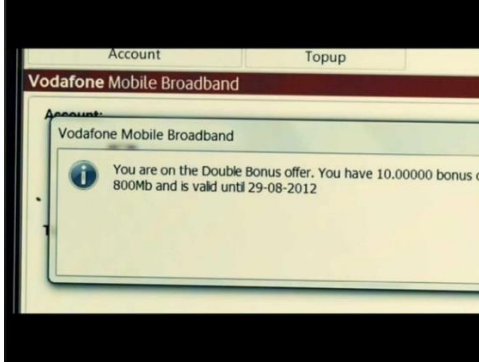 Account Topup
Vodafone Mobile Broadband
Account:
Vodafone Mobile Broadband
You are on the Double Bonus offer. You have 10.00000 bonus
800Mb and is valid until 29-08-2012